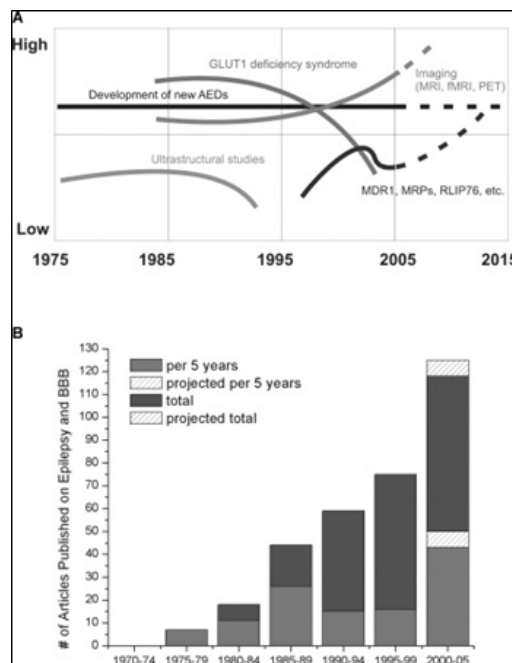 A
High
GLUT1 deficiency syndrome
Imaging
(MRI, fMRI, PET)
Development of new AEDs
Ultrastructural studies
MDR1, MRPs, RLIP76, etc.
Low
1975 1985 1995 2005 2015
B
# of Articles Published on Epilepsy and BBB
130
120
110
100
90
80
70
60
50
40
30
20
10
0
per 5 years
projected per 5 years
total
projected total
1970-74 1975-79 1980-84 1985-89 1990-94 1995-99 2000-05